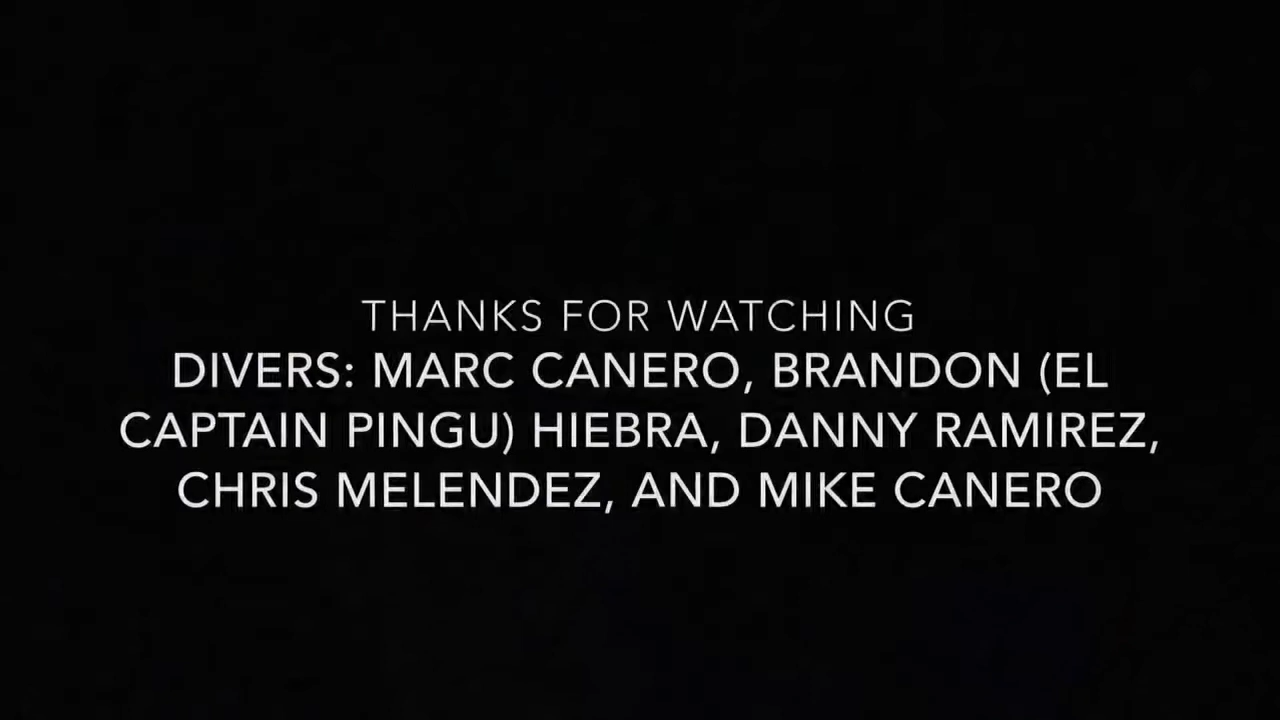 THANKS FOR WATCHING
DIVERS: MARC CANERO, BRANDON (EL
CAPTAIN PINGU) HIEBRA, DANNY RAMIREZ,
CHRIS MELENDEZ, AND MIKE CANERO